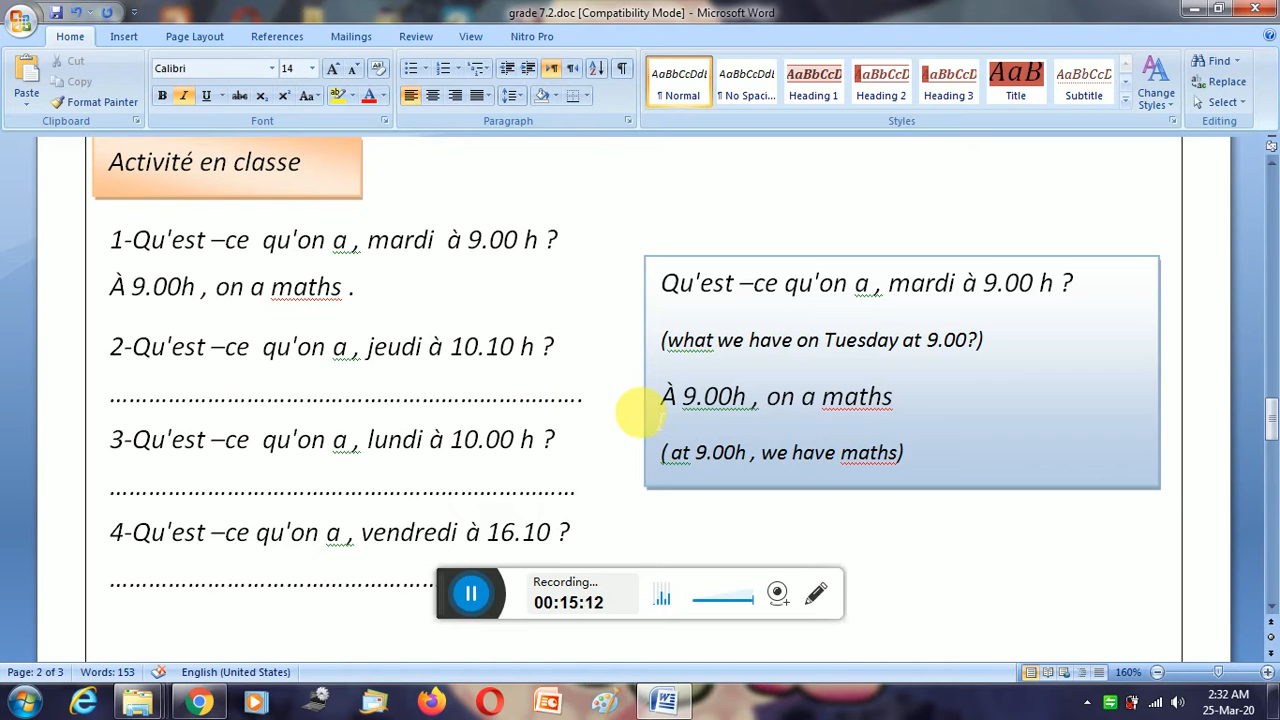 grade 7.2.doc [Compatibility Mode] - Microsoft Word
Home Insert Page Layout References Mailings Review View Nitro Pro
Paste
Cut
Copy
Format Painter
Clipboard
Calibri 14
Font
Paragraph
AaBbCcDdI AaBbCcDdI AaBbCcD AaBbCcD AaBbCcD AaB AaBbCcDd
¶ Normal ¶ No Spaci... Heading 1 Heading 2 Heading 3 Title Subtitle
Change Styles
Styles
Find
Replace
Select
Editing
Activité en classe
1-Qu'est –ce qu'on a , mardi à 9.00 h ?
À 9.00h , on a maths .
2-Qu'est –ce qu'on a , jeudi à 10.10 h ?
……………………………………………………………….
3-Qu'est –ce qu'on a , lundi à 10.00 h ?
………………………………………………………………
4-Qu'est –ce qu'on a , vendredi à 16.10 ?
……………………………………………
Qu'est –ce qu'on a , mardi à 9.00 h ?
(what we have on Tuesday at 9.00?)
À 9.00h , on a maths
( at 9.00h , we have maths)
Recording...
00:15:12
Page: 2 of 3 Words: 153 English (United States) 160%
2:32 AM
25-Mar-20